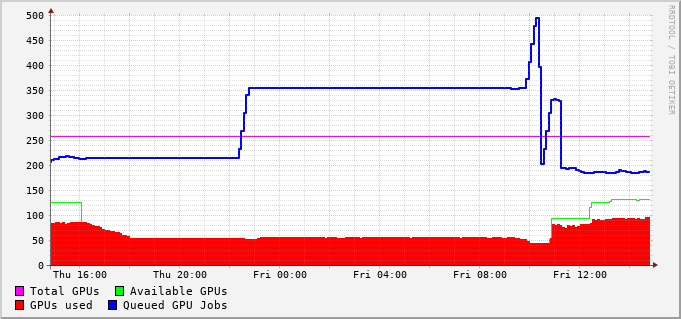 500
450
400
350
300
250
200
150
100
50
0
Thu 16:00 Thu 20:00 Fri 00:00 Fri 04:00 Fri 08:00 Fri 12:00
Total GPUs Available GPUs
GPUs used Queued GPU Jobs
RRDTOOL / TOBI OETIKER